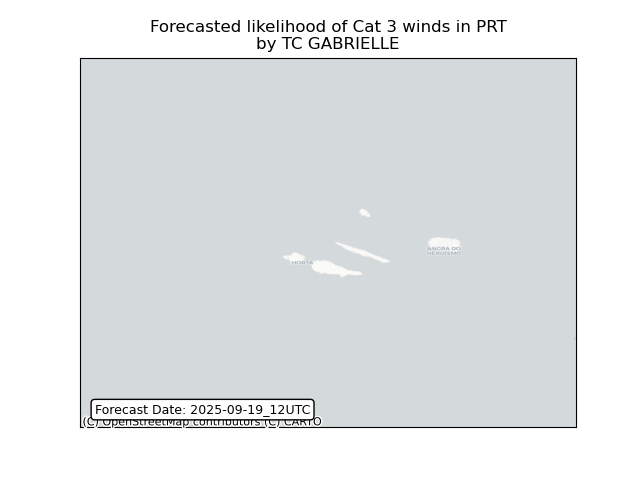 Forecasted likelihood of Cat 3 winds in PRT
by TC GABRIELLE
ANGRA DO
HEROÍSMO
HORTA
Forecast Date: 2025-09-19_12UTC
(C) OpenStreetMap contributors (C) CARTO